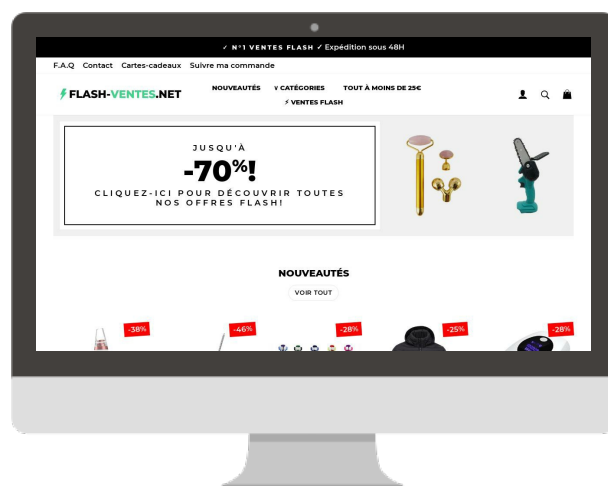 ✓ N°1 VENTES FLASH ✓ Expédition sous 48H
F.A.Q Contact Cartes-cadeaux Suivre ma commande
FLASH-VENTES.NET
NOUVEAUTÉS ∨ CATÉGORIES TOUT À MOINS DE 25€
⚡ VENTES FLASH
JUSQU'À
-70%!
CLIQUEZ-ICI POUR DÉCOUVRIR TOUTES
NOS OFFRES FLASH!
NOUVEAUTÉS
VOIR TOUT
-38% -46% -28% -25% -28%